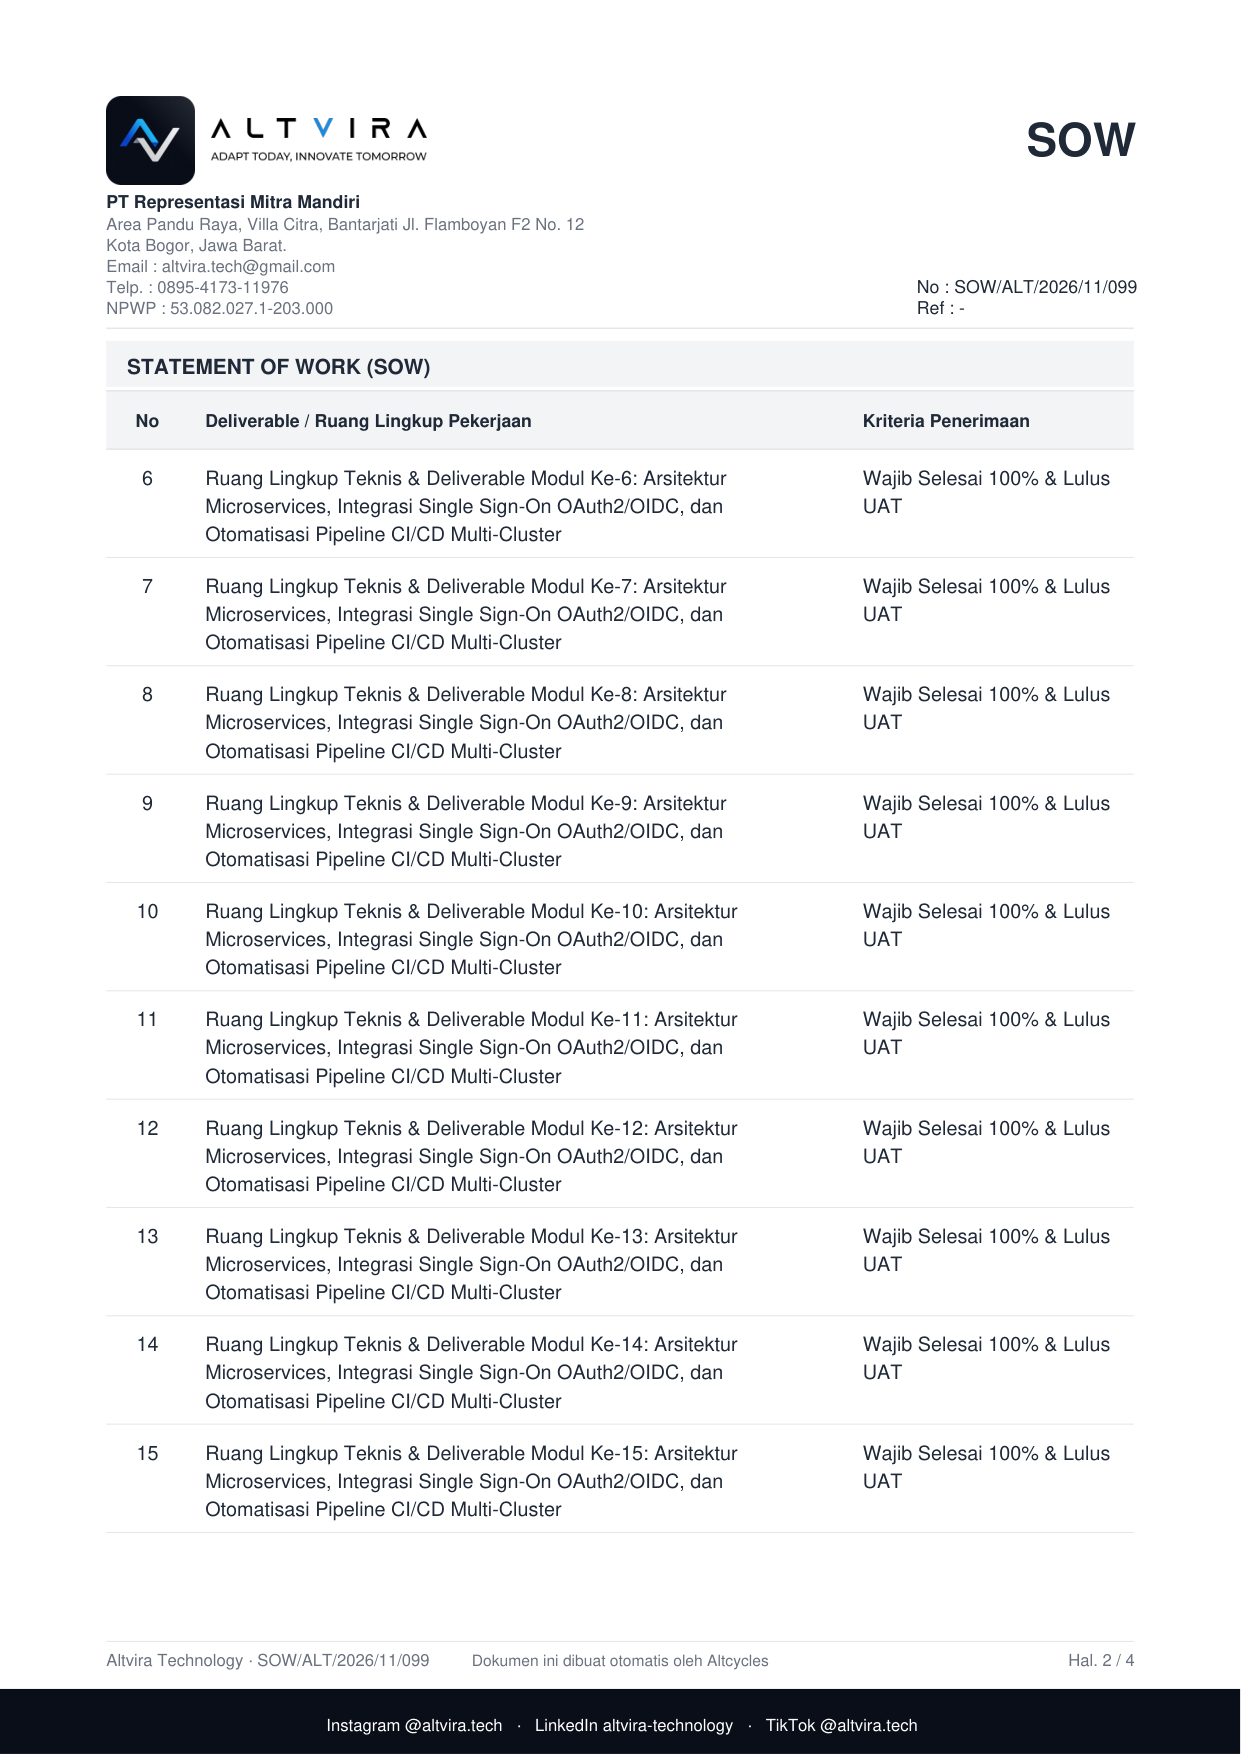 ALTVIRA
ADAPT TODAY, INNOVATE TOMORROW
SOW
PT Representasi Mitra Mandiri
Area Pandu Raya, Villa Citra, Bantarjati Jl. Flamboyan F2 No. 12
Kota Bogor, Jawa Barat.
Email : altvira.tech@gmail.com
Telp. : 0895-4173-11976
NPWP : 53.082.027.1-203.000
No : SOW/ALT/2026/11/099
Ref : -
STATEMENT OF WORK (SOW)
No Deliverable / Ruang Lingkup Pekerjaan Kriteria Penerimaan
6 Ruang Lingkup Teknis & Deliverable Modul Ke-6: Arsitektur Wajib Selesai 100% & Lulus
Microservices, Integrasi Single Sign-On OAuth2/OIDC, dan UAT
Otomatisasi Pipeline CI/CD Multi-Cluster
7 Ruang Lingkup Teknis & Deliverable Modul Ke-7: Arsitektur Wajib Selesai 100% & Lulus
Microservices, Integrasi Single Sign-On OAuth2/OIDC, dan UAT
Otomatisasi Pipeline CI/CD Multi-Cluster
8 Ruang Lingkup Teknis & Deliverable Modul Ke-8: Arsitektur Wajib Selesai 100% & Lulus
Microservices, Integrasi Single Sign-On OAuth2/OIDC, dan UAT
Otomatisasi Pipeline CI/CD Multi-Cluster
9 Ruang Lingkup Teknis & Deliverable Modul Ke-9: Arsitektur Wajib Selesai 100% & Lulus
Microservices, Integrasi Single Sign-On OAuth2/OIDC, dan UAT
Otomatisasi Pipeline CI/CD Multi-Cluster
10 Ruang Lingkup Teknis & Deliverable Modul Ke-10: Arsitektur Wajib Selesai 100% & Lulus
Microservices, Integrasi Single Sign-On OAuth2/OIDC, dan UAT
Otomatisasi Pipeline CI/CD Multi-Cluster
11 Ruang Lingkup Teknis & Deliverable Modul Ke-11: Arsitektur Wajib Selesai 100% & Lulus
Microservices, Integrasi Single Sign-On OAuth2/OIDC, dan UAT
Otomatisasi Pipeline CI/CD Multi-Cluster
12 Ruang Lingkup Teknis & Deliverable Modul Ke-12: Arsitektur Wajib Selesai 100% & Lulus
Microservices, Integrasi Single Sign-On OAuth2/OIDC, dan UAT
Otomatisasi Pipeline CI/CD Multi-Cluster
13 Ruang Lingkup Teknis & Deliverable Modul Ke-13: Arsitektur Wajib Selesai 100% & Lulus
Microservices, Integrasi Single Sign-On OAuth2/OIDC, dan UAT
Otomatisasi Pipeline CI/CD Multi-Cluster
14 Ruang Lingkup Teknis & Deliverable Modul Ke-14: Arsitektur Wajib Selesai 100% & Lulus
Microservices, Integrasi Single Sign-On OAuth2/OIDC, dan UAT
Otomatisasi Pipeline CI/CD Multi-Cluster
15 Ruang Lingkup Teknis & Deliverable Modul Ke-15: Arsitektur Wajib Selesai 100% & Lulus
Microservices, Integrasi Single Sign-On OAuth2/OIDC, dan UAT
Otomatisasi Pipeline CI/CD Multi-Cluster
Altvira Technology · SOW/ALT/2026/11/099 Dokumen ini dibuat otomatis oleh Altcycles Hal. 2 / 4
Instagram @altvira.tech · LinkedIn altvira-technology · TikTok @altvira.tech